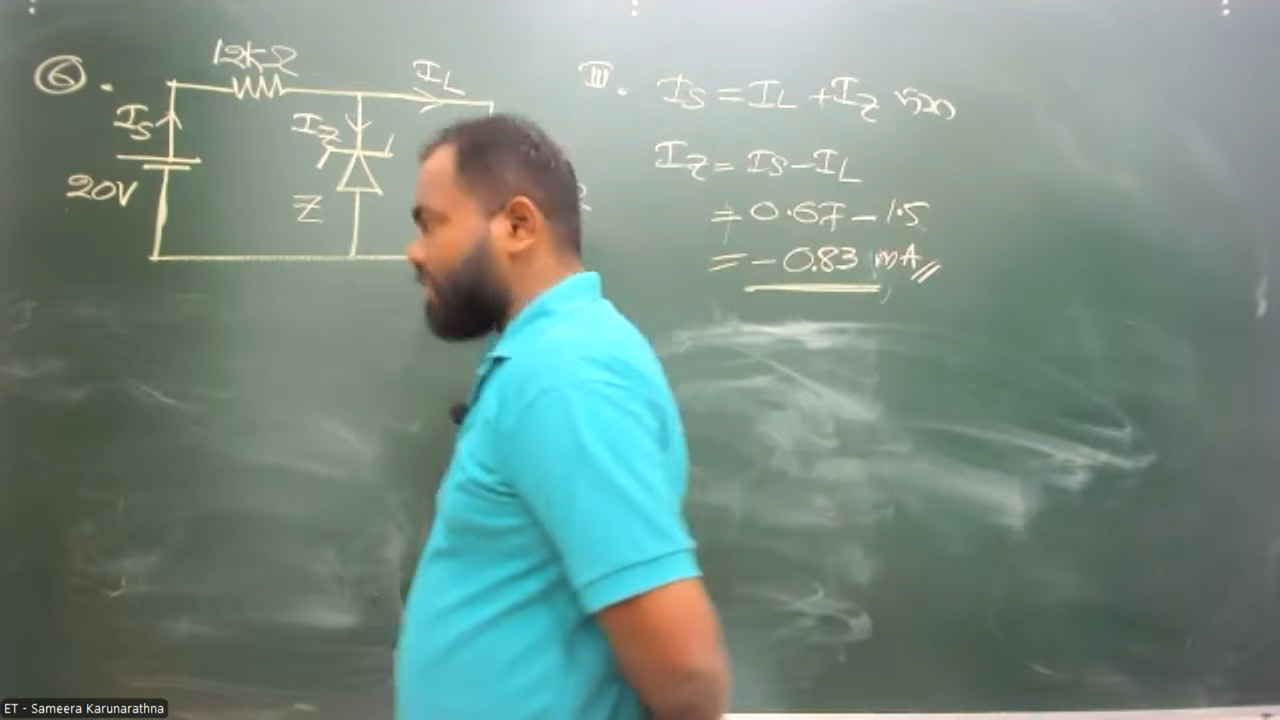 6.
12kΩ
IL
IS
IZ
20V
Z
III. IS = IL + IZ නිසා
IZ = IS - IL
= 0.67 - 1.5
= - 0.83 mA
ET - Sameera Karunarathna